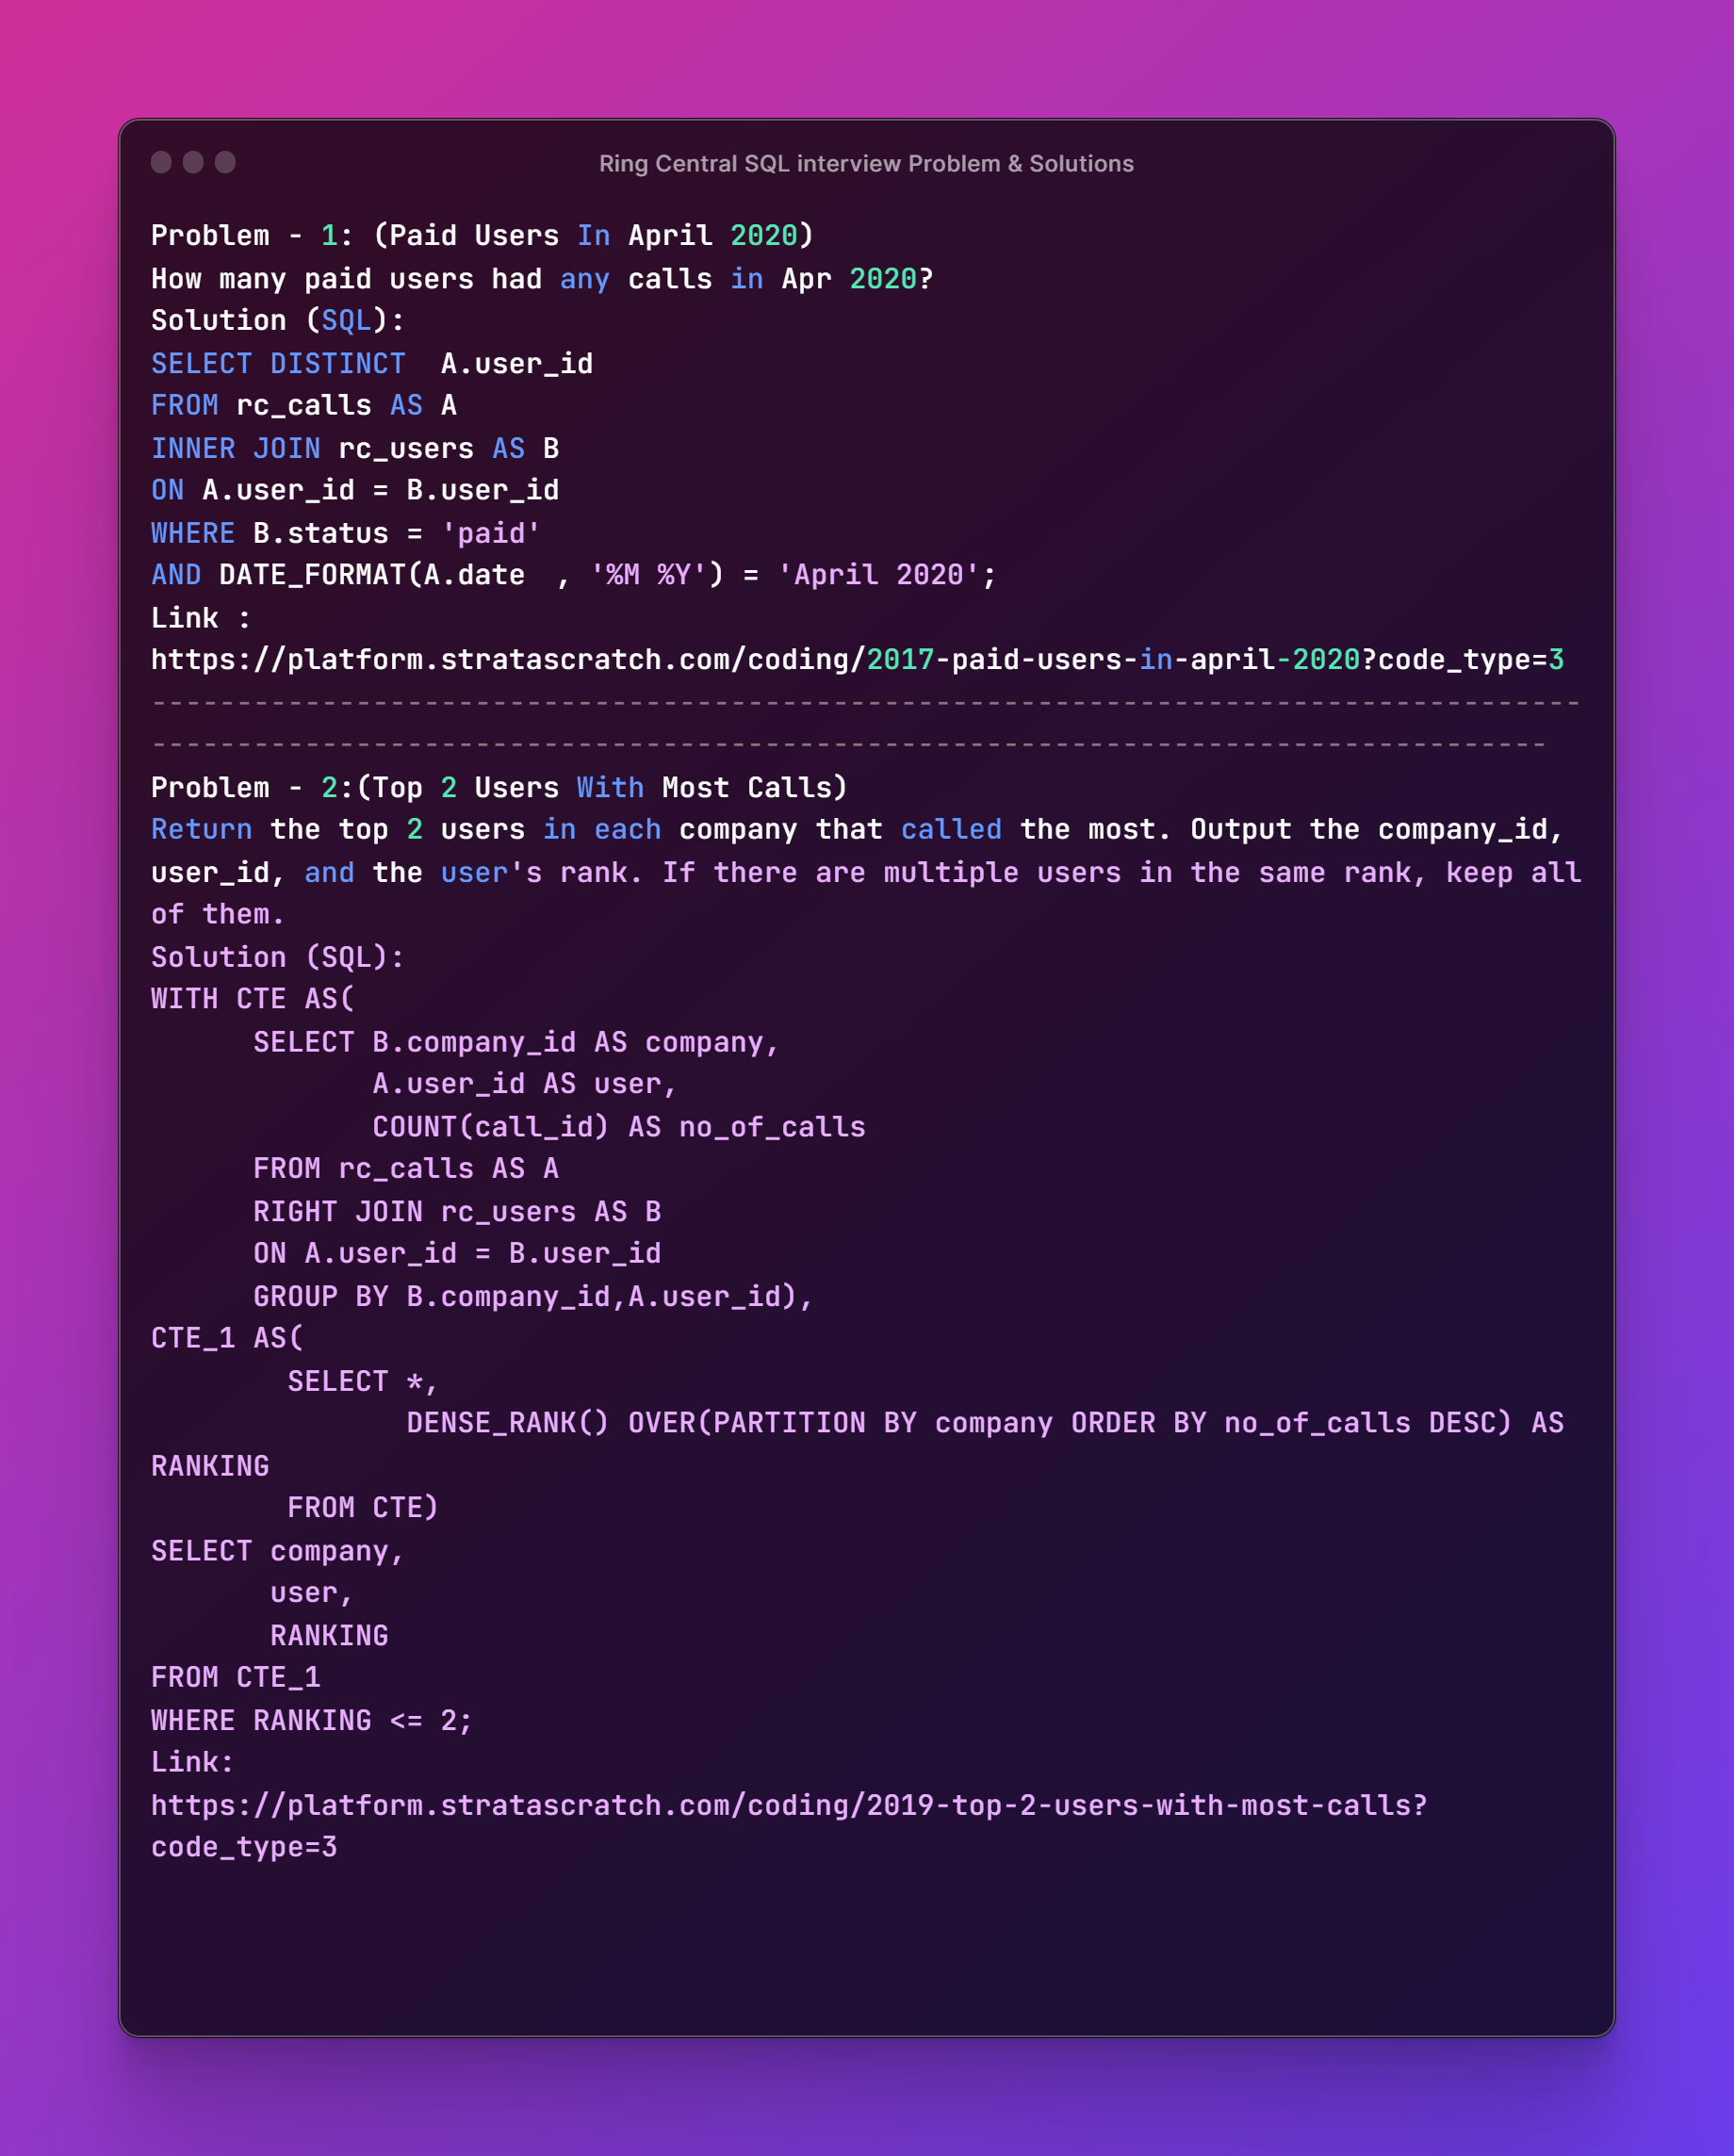 Ring Central SQL interview Problem & Solutions
Problem - 1: (Paid Users In April 2020)
How many paid users had any calls in Apr 2020?
Solution (SQL):
SELECT DISTINCT  A.user_id
FROM rc_calls AS A
INNER JOIN rc_users AS B
ON A.user_id = B.user_id
WHERE B.status = 'paid'
AND DATE_FORMAT(A.date  , '%M %Y') = 'April 2020';
Link :
https://platform.stratascratch.com/coding/2017-paid-users-in-april-2020?code_type=3
------------------------------------------------------------------------------------
----------------------------------------------------------------------------------
Problem - 2:(Top 2 Users With Most Calls)
Return the top 2 users in each company that called the most. Output the company_id,
user_id, and the user's rank. If there are multiple users in the same rank, keep all
of them.
Solution (SQL):
WITH CTE AS(
      SELECT B.company_id AS company,
             A.user_id AS user,
             COUNT(call_id) AS no_of_calls
      FROM rc_calls AS A
      RIGHT JOIN rc_users AS B
      ON A.user_id = B.user_id
      GROUP BY B.company_id,A.user_id),
CTE_1 AS(
        SELECT *,
               DENSE_RANK() OVER(PARTITION BY company ORDER BY no_of_calls DESC) AS
RANKING
        FROM CTE)
SELECT company,
       user,
       RANKING
FROM CTE_1
WHERE RANKING <= 2;
Link:
https://platform.stratascratch.com/coding/2019-top-2-users-with-most-calls?
code_type=3